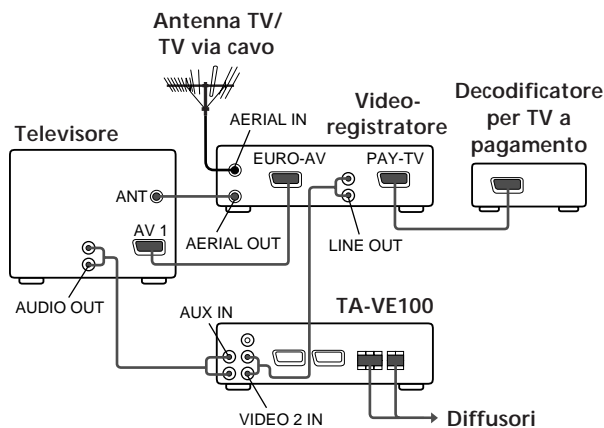 Antenna TV/
TV via cavo
Televisore
AERIAL IN
Video-
registratore
Decodificatore
per TV a
pagamento
EURO-AV
PAY-TV
ANT
AV 1
AERIAL OUT
LINE OUT
AUDIO OUT
AUX IN
TA-VE100
VIDEO 2 IN
Diffusori